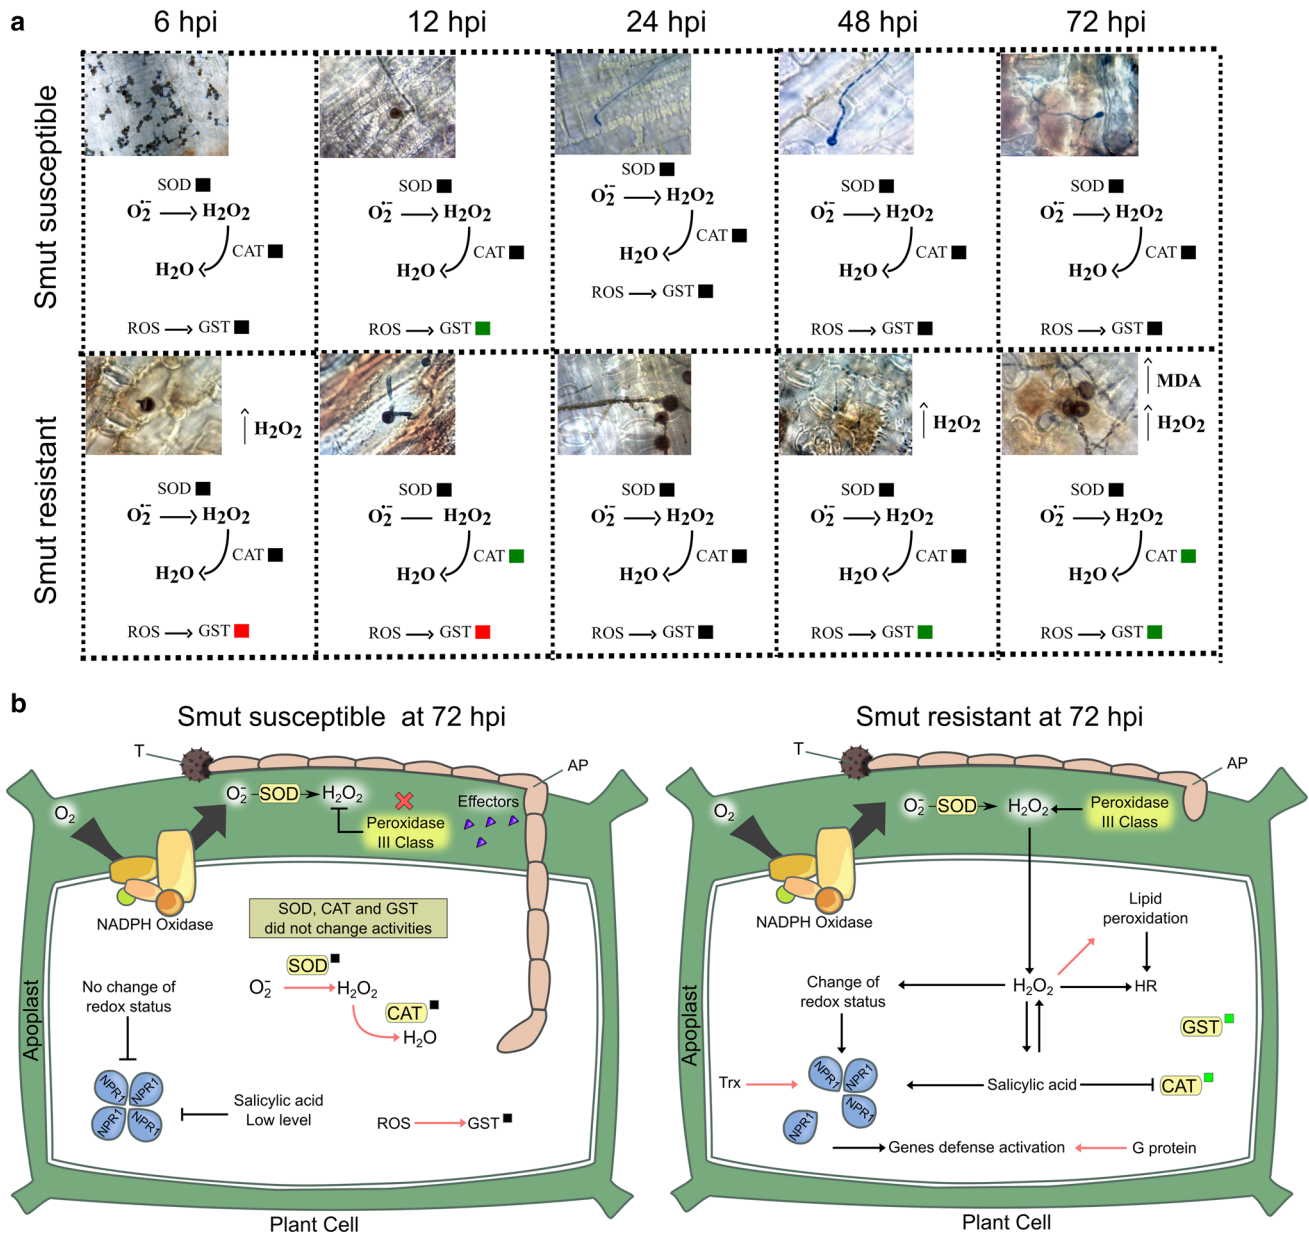 a
6 hpi 12 hpi 24 hpi 48 hpi 72 hpi
Smut susceptible
SOD
O2•− H2O2
CAT
H2O
ROS GST
SOD
O2•− H2O2
CAT
H2O
ROS GST
SOD
O2•− H2O2
CAT
H2O
ROS GST
SOD
O2•− H2O2
CAT
H2O
ROS GST
SOD
O2•− H2O2
CAT
H2O
ROS GST
Smut resistant
H2O2
SOD
O2•− H2O2
CAT
H2O
ROS GST
SOD
O2•− H2O2
CAT
H2O
ROS GST
SOD
O2•− H2O2
CAT
H2O
ROS GST
H2O2
SOD
O2•− H2O2
CAT
H2O
ROS GST
MDA
H2O2
SOD
O2•− H2O2
CAT
H2O
ROS GST
b
Smut susceptible at 72 hpi
T
AP
O2
O2− SOD H2O2
Effectors
Peroxidase
III Class
NADPH Oxidase
SOD, CAT and GST
did not change activities
SOD
O2− H2O2
CAT
H2O
No change of
redox status
NPR1 NPR1
NPR1 NPR1
Salicylic acid
Low level
ROS GST
Apoplast
Plant Cell
Smut resistant at 72 hpi
T
AP
O2
O2− SOD H2O2
Peroxidase
III Class
NADPH Oxidase
Lipid
peroxidation
Change of
redox status
H2O2 HR
GST
Trx
NPR1 NPR1
NPR1
NPR1
Salicylic acid
CAT
Genes defense activation
G protein
Apoplast
Plant Cell